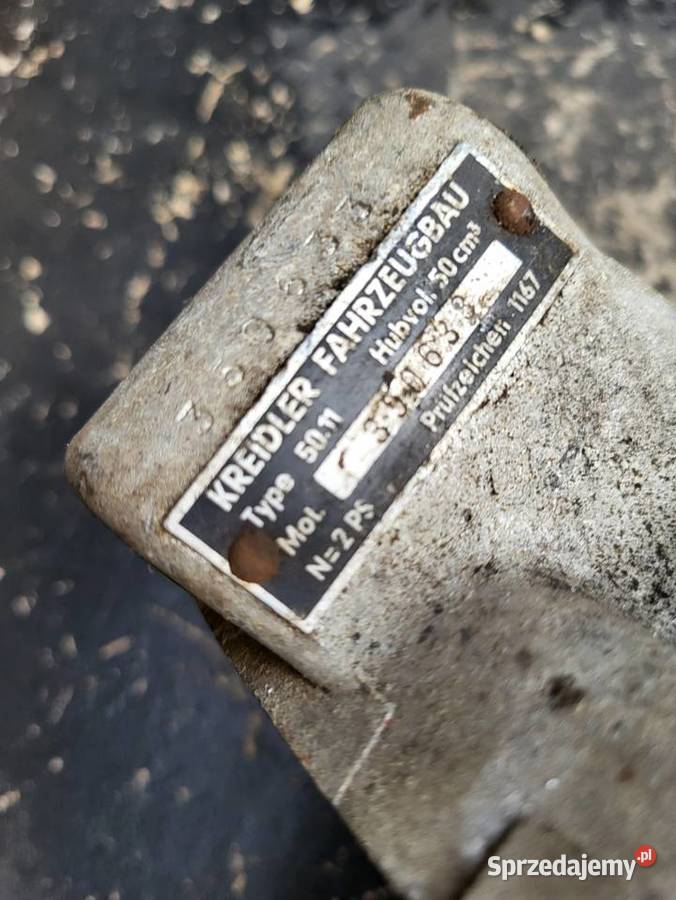 KREIDLER FAHRZEUGBAU
Type 50.11 Hubvol. 50 cm³
Mot.
N=2 PS Prüfzeichen 1167
Sprzedajemy.pl